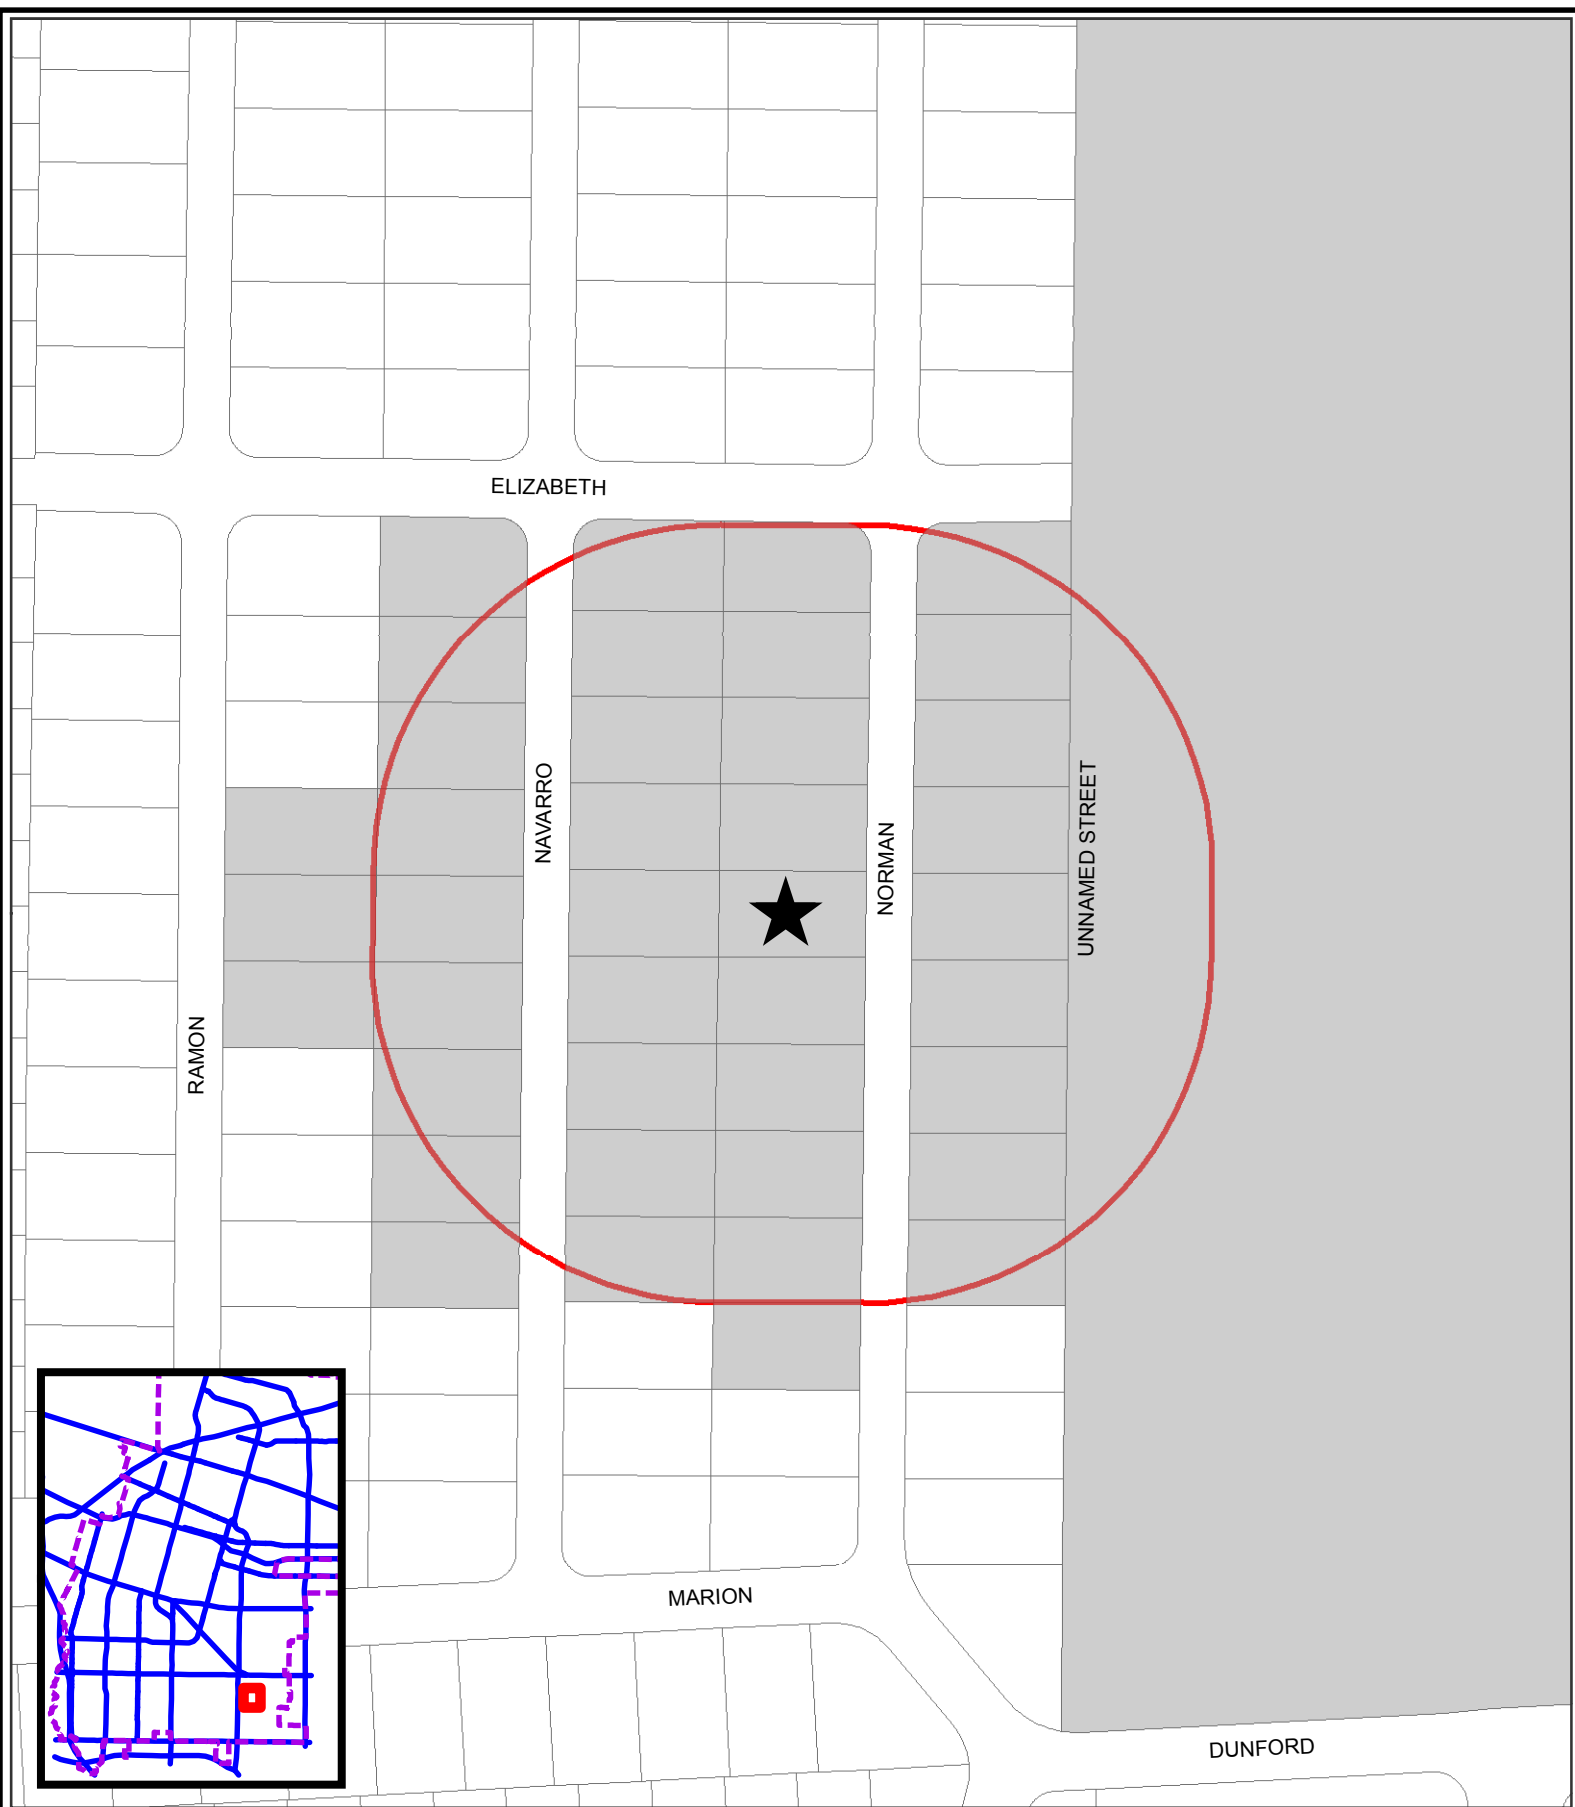 ELIZABETH
NAVARRO
NORMAN
UNNAMED STREET
RAMON
MARION
DUNFORD